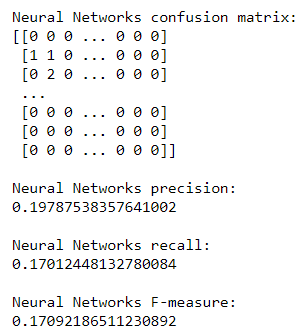 Neural Networks confusion matrix:
[[0 0 0 ... 0 0 0]
 [1 1 0 ... 0 0 0]
 [0 2 0 ... 0 0 0]
 ...
 [0 0 0 ... 0 0 0]
 [0 0 0 ... 0 0 0]
 [0 0 0 ... 0 0 0]]
Neural Networks precision:
0.19787538357641002
Neural Networks recall:
0.17012448132780084
Neural Networks F-measure:
0.17092186511230892